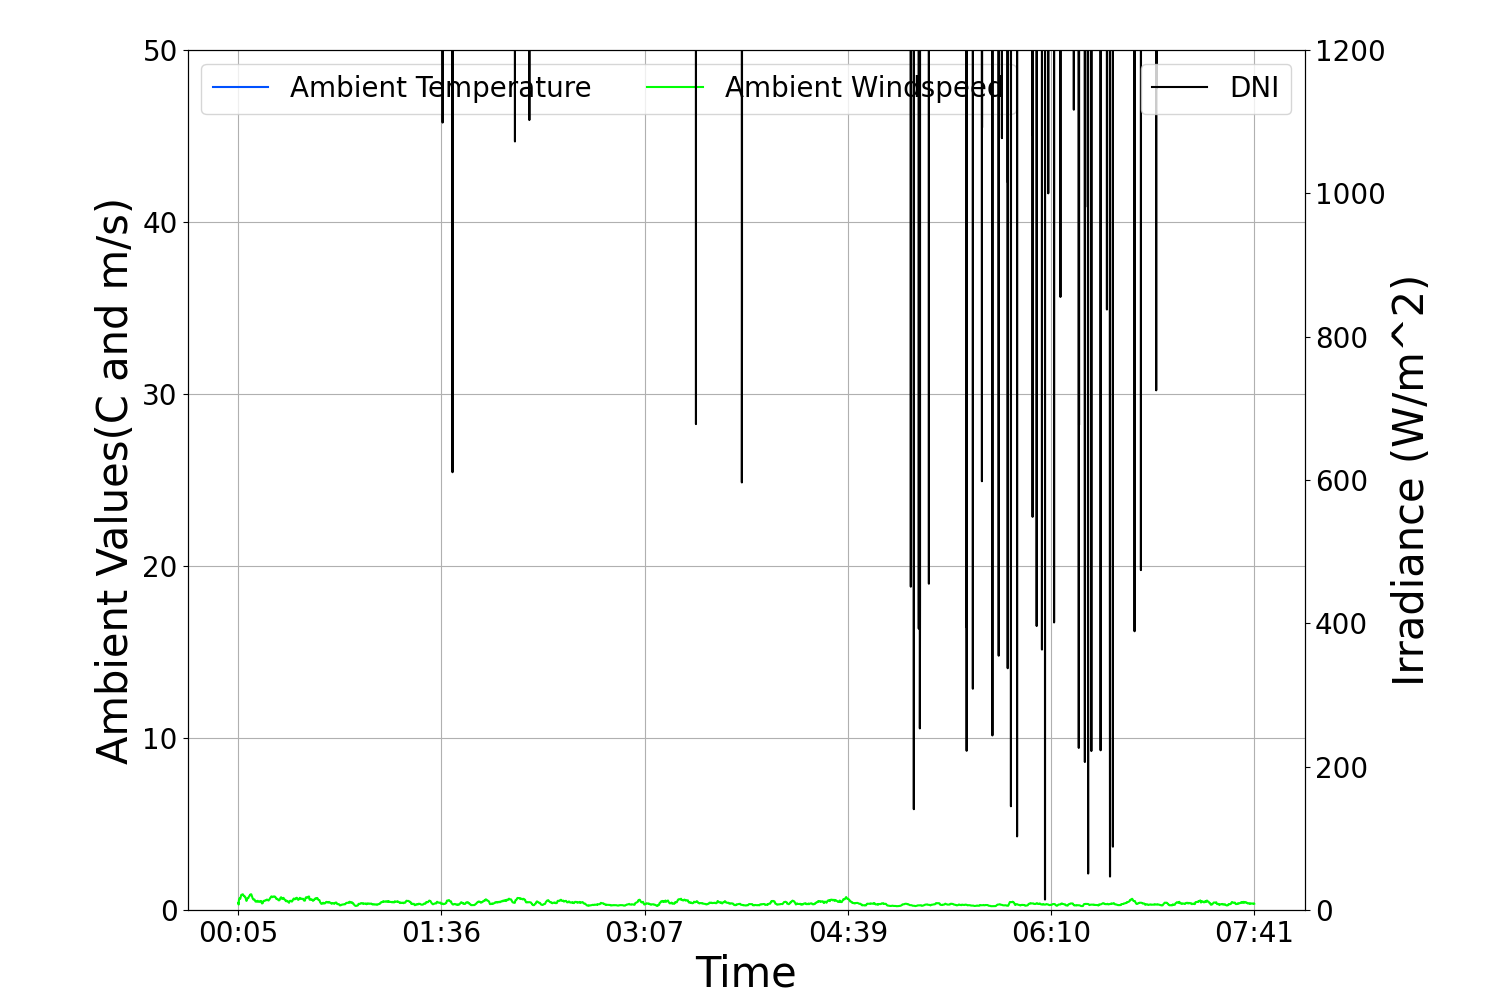 Ambient Temperature
Ambient Windspeed
DNI
Ambient Values(C and m/s)
50
40
30
20
10
0
1200
1000
800
600
400
200
0
Irradiance (W/m^2)
00:05 01:36 03:07 04:39 06:10 07:41
Time